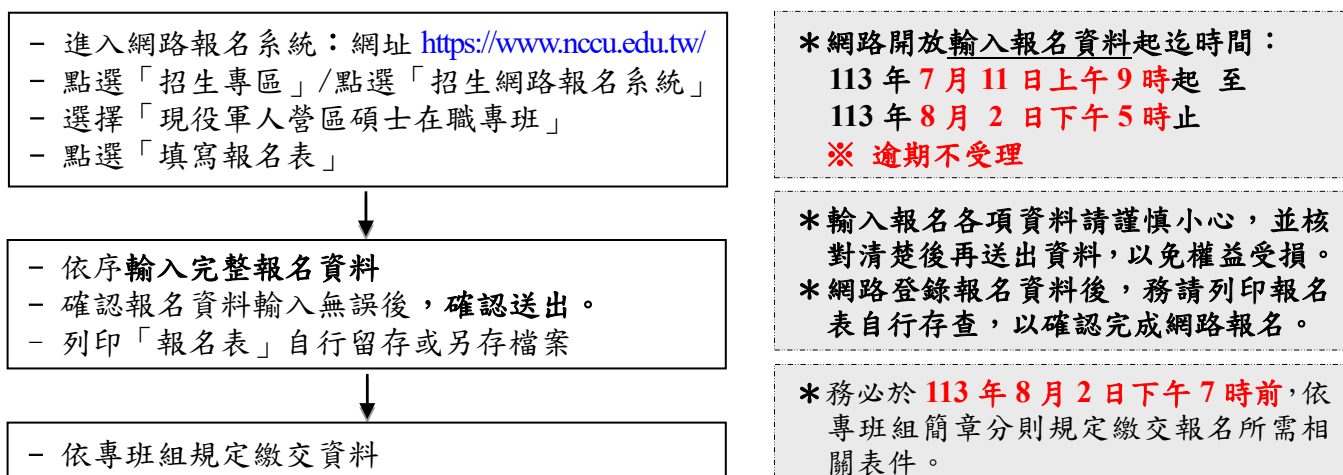 - 進入網路報名系統：網址 https://www.nccu.edu.tw/
- 點選「招生專區」/點選「招生網路報名系統」
- 選擇「現役軍人營區碩士在職專班」
- 點選「填寫報名表」
＊網路開放輸入報名資料起迄時間：
113 年 7 月 11 日上午 9 時起 至
113 年 8 月 2 日下午 5 時止
※ 逾期不受理
- 依序輸入完整報名資料
- 確認報名資料輸入無誤後，確認送出。
- 列印「報名表」自行留存或另存檔案
＊輸入報名各項資料請謹慎小心，並核
對清楚後再送出資料，以免權益受損。
＊網路登錄報名資料後，務請列印報名
表自行存查，以確認完成網路報名。
- 依專班組規定繳交資料
＊務必於 113 年 8 月 2 日下午 7 時前，依
專班組簡章分則規定繳交報名所需相
關表件。